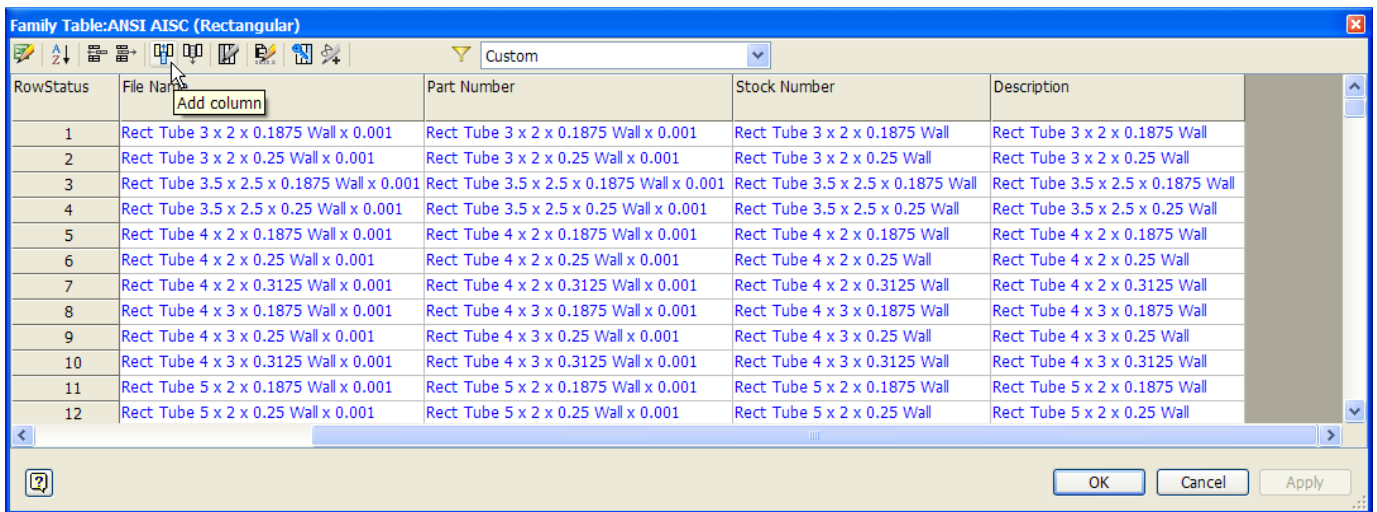 Family Table:ANSI AISC (Rectangular)
Custom
RowStatus File Name Part Number Stock Number Description
Add column
1 Rect Tube 3 x 2 x 0.1875 Wall x 0.001 Rect Tube 3 x 2 x 0.1875 Wall x 0.001 Rect Tube 3 x 2 x 0.1875 Wall Rect Tube 3 x 2 x 0.1875 Wall
2 Rect Tube 3 x 2 x 0.25 Wall x 0.001 Rect Tube 3 x 2 x 0.25 Wall x 0.001 Rect Tube 3 x 2 x 0.25 Wall Rect Tube 3 x 2 x 0.25 Wall
3 Rect Tube 3.5 x 2.5 x 0.1875 Wall x 0.001 Rect Tube 3.5 x 2.5 x 0.1875 Wall x 0.001 Rect Tube 3.5 x 2.5 x 0.1875 Wall Rect Tube 3.5 x 2.5 x 0.1875 Wall
4 Rect Tube 3.5 x 2.5 x 0.25 Wall x 0.001 Rect Tube 3.5 x 2.5 x 0.25 Wall x 0.001 Rect Tube 3.5 x 2.5 x 0.25 Wall Rect Tube 3.5 x 2.5 x 0.25 Wall
5 Rect Tube 4 x 2 x 0.1875 Wall x 0.001 Rect Tube 4 x 2 x 0.1875 Wall x 0.001 Rect Tube 4 x 2 x 0.1875 Wall Rect Tube 4 x 2 x 0.1875 Wall
6 Rect Tube 4 x 2 x 0.25 Wall x 0.001 Rect Tube 4 x 2 x 0.25 Wall x 0.001 Rect Tube 4 x 2 x 0.25 Wall Rect Tube 4 x 2 x 0.25 Wall
7 Rect Tube 4 x 2 x 0.3125 Wall x 0.001 Rect Tube 4 x 2 x 0.3125 Wall x 0.001 Rect Tube 4 x 2 x 0.3125 Wall Rect Tube 4 x 2 x 0.3125 Wall
8 Rect Tube 4 x 3 x 0.1875 Wall x 0.001 Rect Tube 4 x 3 x 0.1875 Wall x 0.001 Rect Tube 4 x 3 x 0.1875 Wall Rect Tube 4 x 3 x 0.1875 Wall
9 Rect Tube 4 x 3 x 0.25 Wall x 0.001 Rect Tube 4 x 3 x 0.25 Wall x 0.001 Rect Tube 4 x 3 x 0.25 Wall Rect Tube 4 x 3 x 0.25 Wall
10 Rect Tube 4 x 3 x 0.3125 Wall x 0.001 Rect Tube 4 x 3 x 0.3125 Wall x 0.001 Rect Tube 4 x 3 x 0.3125 Wall Rect Tube 4 x 3 x 0.3125 Wall
11 Rect Tube 5 x 2 x 0.1875 Wall x 0.001 Rect Tube 5 x 2 x 0.1875 Wall x 0.001 Rect Tube 5 x 2 x 0.1875 Wall Rect Tube 5 x 2 x 0.1875 Wall
12 Rect Tube 5 x 2 x 0.25 Wall x 0.001 Rect Tube 5 x 2 x 0.25 Wall x 0.001 Rect Tube 5 x 2 x 0.25 Wall Rect Tube 5 x 2 x 0.25 Wall
OK Cancel Apply